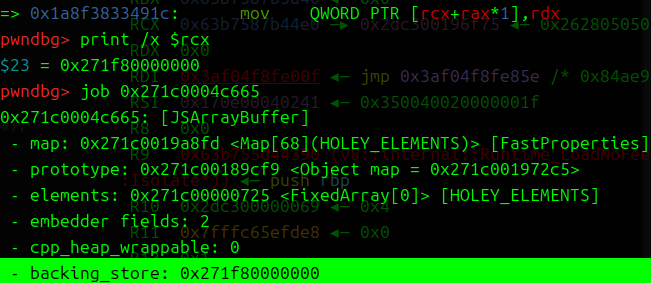 => 0x1a8f3833491c: mov QWORD PTR [rcx+rax*1],rdx
pwndbg> print /x $rcx
$23 = 0x271f80000000
pwndbg> job 0x271c0004c665
0x271c0004c665: [JSArrayBuffer]
- map: 0x271c0019a8fd <Map[68](HOLEY_ELEMENTS)> [FastProperties]
- prototype: 0x271c00189cf9 <Object map = 0x271c001972c5>
- elements: 0x271c00000725 <FixedArray[0]> [HOLEY_ELEMENTS]
- embedder fields: 2
- cpp_heap_wrappable: 0
- backing_store: 0x271f80000000